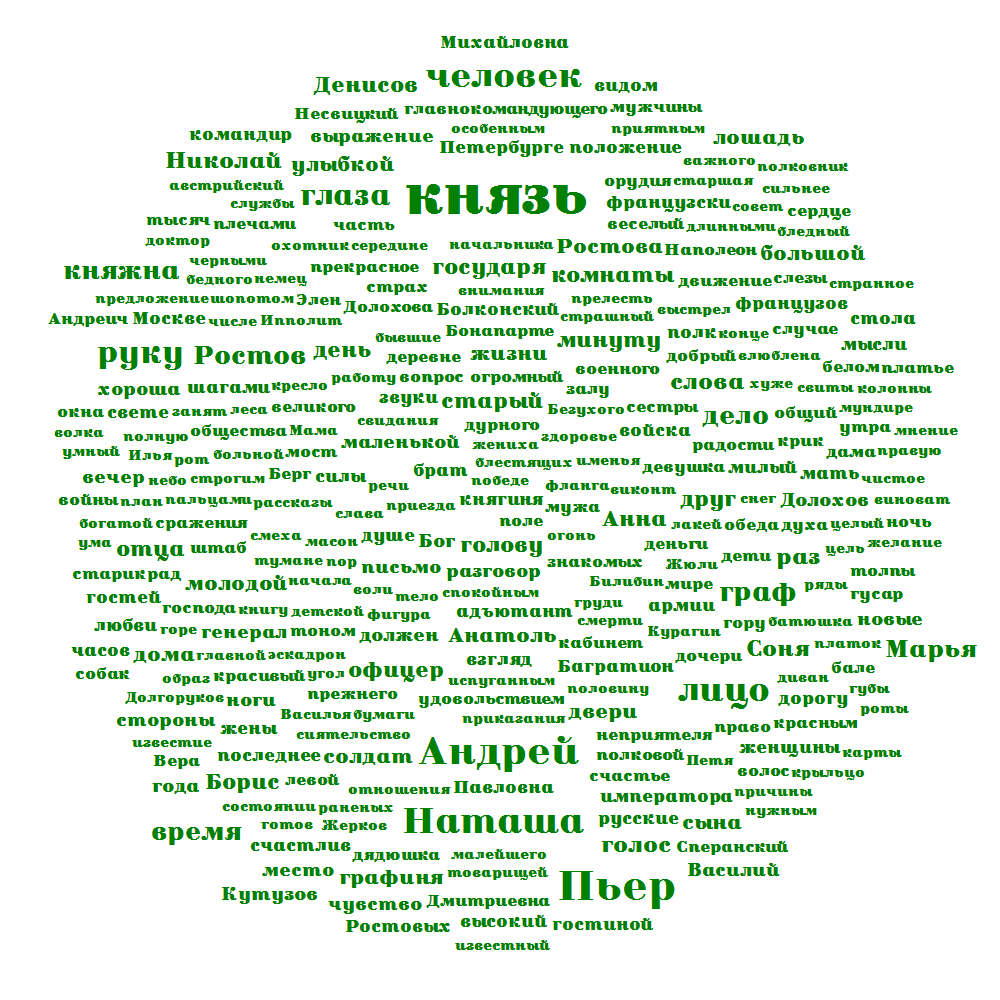 Михайловна
Денисов человек видом
Несвицкий главнокомандующего мужчины
командир выражение особенным приятным лошадь
Петербурге положение
Николай улыбкой важного полковник
австрийский глаза князь орудия старшая сильнее
службы французски совет сердце
тысяч плечами часть веселый длинными бледный
доктор охотник середине начальника Ростова Наполеон большой
черными
княжна бедного немец прекрасное государя комнаты движение слезы странное
страх внимания
предложение шопотом Элен Долохова Болконский прелесть выстрел французов
Андреич Москве числе Ипполит страшный стола
бывшие Бонапарте минуту полк конце случае мысли
руку Ростов день деревне жизни добрый влюблена
военного белом платье
хороша шагами кресло работу вопрос огромный залу слова хуже свиты колонны
окна свете занят леса великого звуки старый Безухого сестры дело общий мундире
свидания
волка полную общества Мама дурного здоровье войска утра мнение
умный Илья рот больной мост маленькой жениха радости крик дама правую
вечер небо строгим Берг силы брат блестящих именья девушка милый мать чистое
речи победе фланга виконт
войны план пальцами рассказы приезда княгиня мужа друг снег Долохов виноват
слава
богатой сражения поле Анна лакей обеда духа целый ночь
ума отца штаб смеха масон душе Бог голову огонь деньги цель желание
тумане пор знакомых Жюли дети раз
старик рад письмо разговор толпы
молодой начала Билибин мире ряды
гостей воли тело спокойным граф гусар
господа книгу детской фигура адъютант груди армии
любви горе генерал тоном должен Анатоль смерти Курагин гору батюшка новые
часов дома главной эскадрон взгляд кабинет дочери Соня платок Марья
собак образ красивый угол офицер испуганным Багратион диван бале
Долгоруков ноги прежнего удовольствием половину лицо дорогу губы
роты
стороны жены Василья бумаги приказания двери право красным
известие сиятельство неприятеля
Вера последнее солдат Андрей полковой Петя женщины карты
года Борис левой счастье волос крыльцо
отношения Павловна императора причины
состоянии раненых нужным
время готов Жерков Наташа русские сына
счастлив дядюшка малейшего голос Сперанский
место графиня товарищей Василий
Кутузов чувство Дмитриевна Пьер
Ростовых высокий гостиной
известный